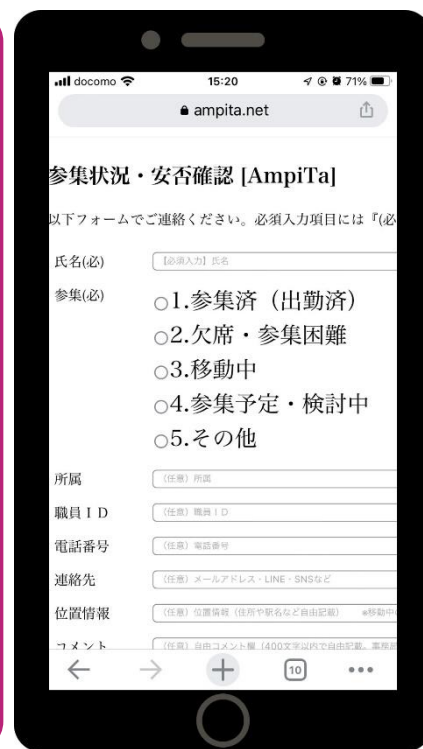 docomo 15:20 71%
ampita.net
参集状況・安否確認 [AmpiTa]
以下フォームでご連絡ください。必須入力項目には『(必
氏名(必) 【必須入力】氏名
参集(必)
○1.参集済（出勤済）
○2.欠席・参集困難
○3.移動中
○4.参集予定・検討中
○5.その他
所属 （任意）所属
職員ＩＤ （任意）職員ＩＤ
電話番号 （任意）電話番号
連絡先 （任意）メールアドレス・LINE・SNSなど
位置情報 （任意）位置情報（住所や駅名など自由記載） ※移動中の
コメント （任意）自由コメント欄（400文字以内で自由記載。事務局
10